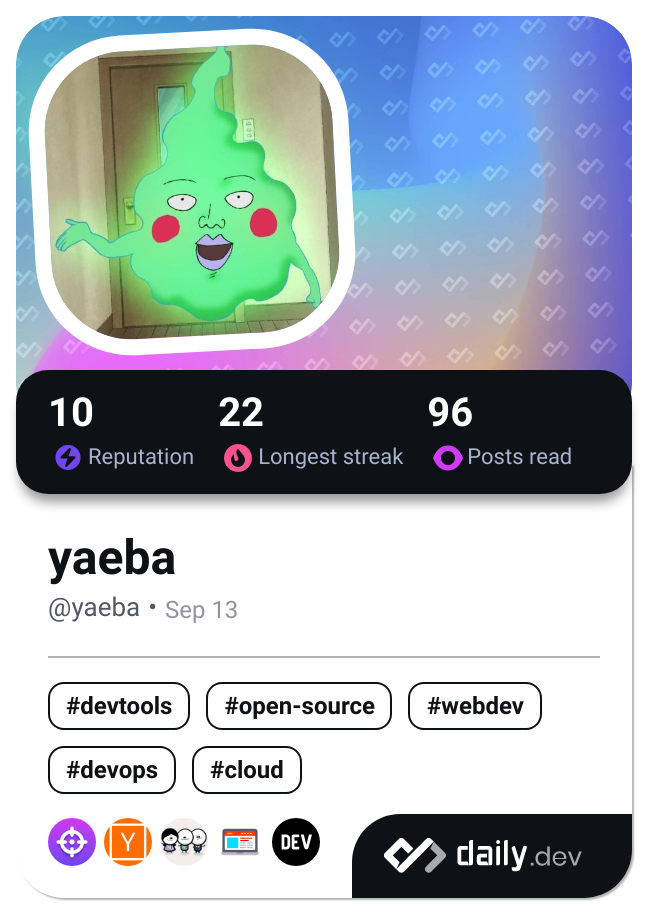 10 22 96
Reputation Longest streak Posts read
yaeba
@yaeba • Sep 13
#devtools #open-source #webdev
#devops #cloud
Y DEV
daily.dev